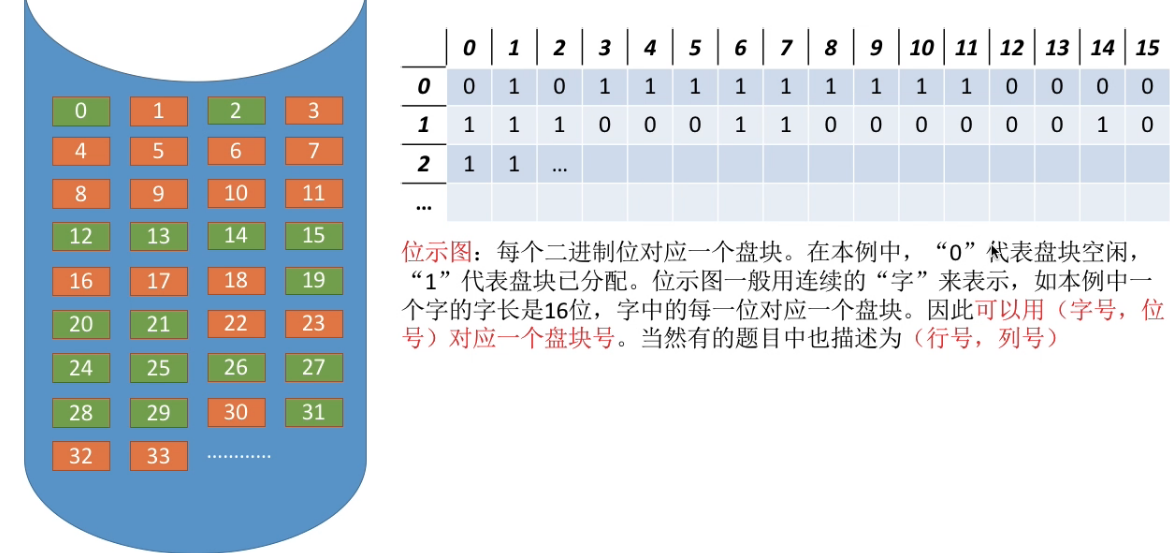 0 1 2 3
4 5 6 7
8 9 10 11
12 13 14 15
16 17 18 19
20 21 22 23
24 25 26 27
28 29 30 31
32 33 …………
0 1 2 3 4 5 6 7 8 9 10 11 12 13 14 15
0 0 1 0 1 1 1 1 1 1 1 1 1 0 0 0 0
1 1 1 1 0 0 0 1 1 0 0 0 0 0 0 1 0
2 1 1 …
…
位示图：每个二进制位对应一个盘块。在本例中，“0”代表盘块空闲，
“1”代表盘块已分配。位示图一般用连续的“字”来表示，如本例中一
个字的字长是16位，字中的每一位对应一个盘块。因此可以用（字号，位
号）对应一个盘块号。当然有的题目中也描述为（行号，列号）